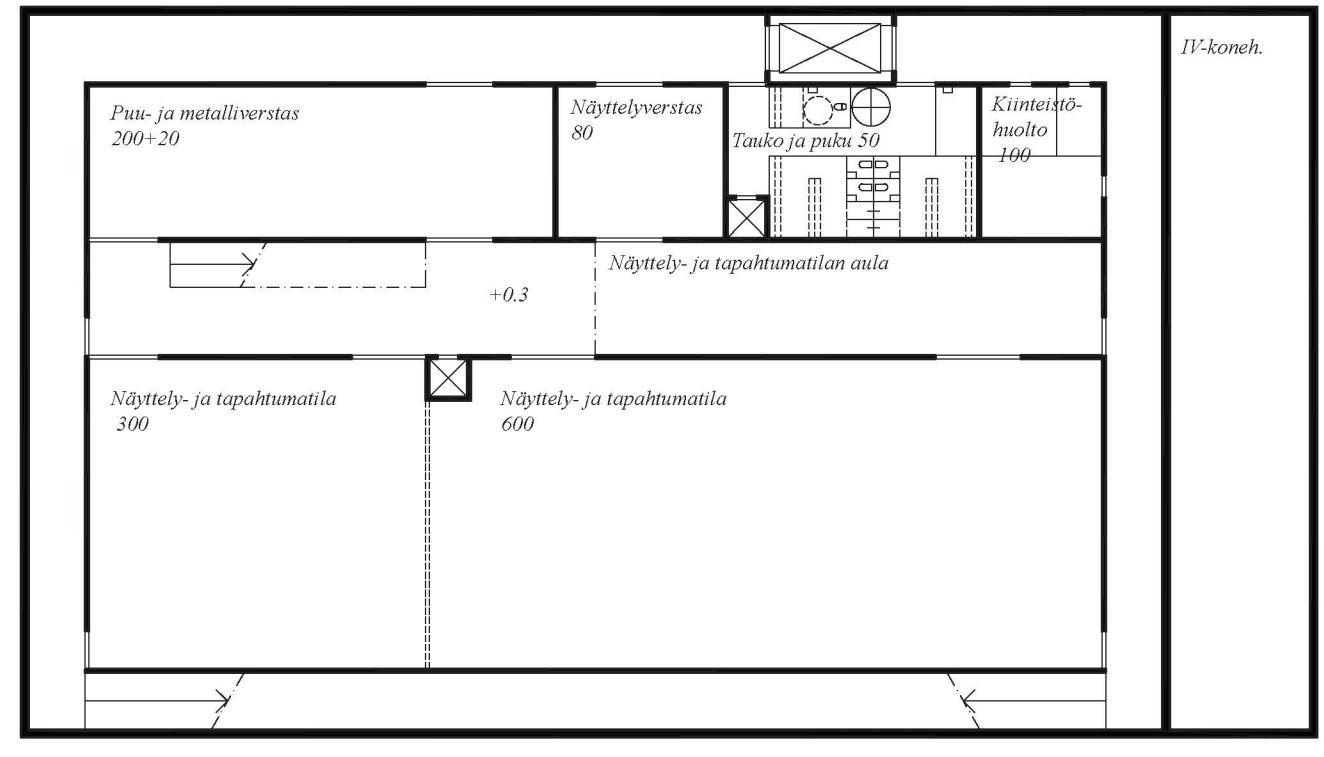 IV-koneh.
Puu- ja metalliverstas
200+20
Näyttelyverstas
80
Tauko ja puku 50
Kiinteistö-
huolto
100
Näyttely- ja tapahtumatilan aula
+0.3
Näyttely- ja tapahtumatila
300
Näyttely- ja tapahtumatila
600